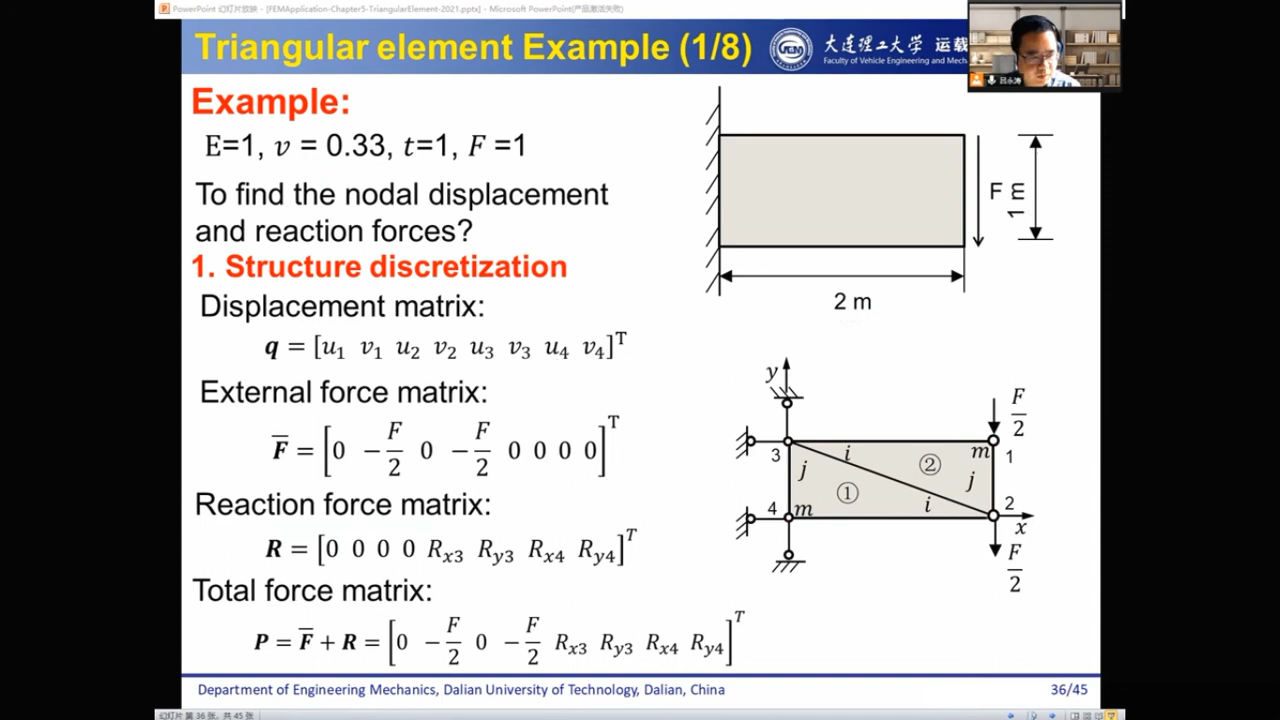 PowerPoint 幻灯片放映 - [FEMApplication-Chapter5-TriangularElement-2021.pptx] - Microsoft PowerPoint(产品激活失败)
Triangular element Example (1/8)
大连理工大学 运载
Faculty of Vehicle Engineering and Mech
Example:
E=1, ν = 0.33, t=1, F =1
To find the nodal displacement
and reaction forces?
1. Structure discretization
Displacement matrix:
q = [u₁ v₁ u₂ v₂ u₃ v₃ u₄ v₄]ᵀ
External force matrix:
F̅ = [0 −F/2 0 −F/2 0 0 0 0]ᵀ
Reaction force matrix:
R = [0 0 0 0 Rₓ₃ R_y3 Rₓ₄ R_y4]ᵀ
Total force matrix:
P = F̅ + R = [0 −F/2 0 −F/2 Rₓ₃ R_y3 Rₓ₄ R_y4]ᵀ
F
1 m
2 m
y
F/2
3
i
m
1
j
②
j
①
4
m
i
2
x
F/2
Department of Engineering Mechanics, Dalian University of Technology, Dalian, China
36/45
幻灯片 第 36 张，共 45 张